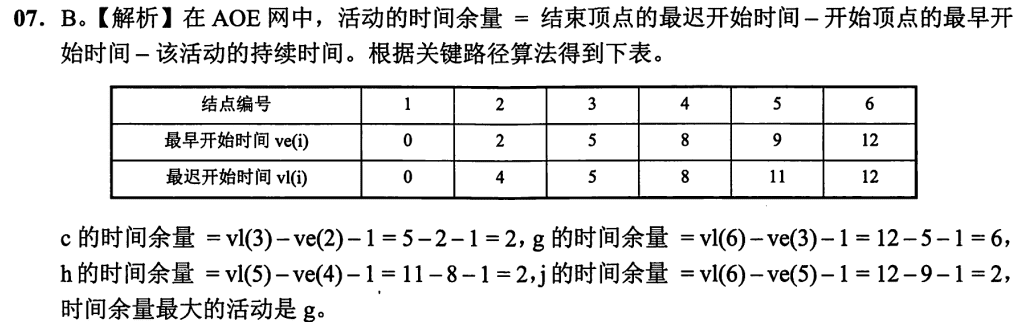 07. B。【解析】在 AOE 网中，活动的时间余量 = 结束顶点的最迟开始时间 – 开始顶点的最早开
始时间 – 该活动的持续时间。根据关键路径算法得到下表。
结点编号 1 2 3 4 5 6
最早开始时间 ve(i) 0 2 5 8 9 12
最迟开始时间 vl(i) 0 4 5 8 11 12
c 的时间余量 = vl(3) – ve(2) – 1 = 5 – 2 – 1 = 2, g 的时间余量 = vl(6) – ve(3) – 1 = 12 – 5 – 1 = 6,
h 的时间余量 = vl(5) – ve(4) – 1 = 11 – 8 – 1 = 2, j 的时间余量 = vl(6) – ve(5) – 1 = 12 – 9 – 1 = 2,
时间余量最大的活动是 g。